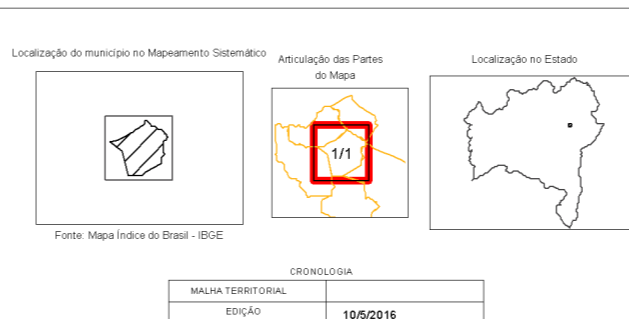 Localização do município no Mapeamento Sistemático
Articulação das Partes
do Mapa
Localização no Estado
1/1
Fonte: Mapa Índice do Brasil - IBGE
CRONOLOGIA
MALHA TERRITORIAL
EDIÇÃO
10/5/2016